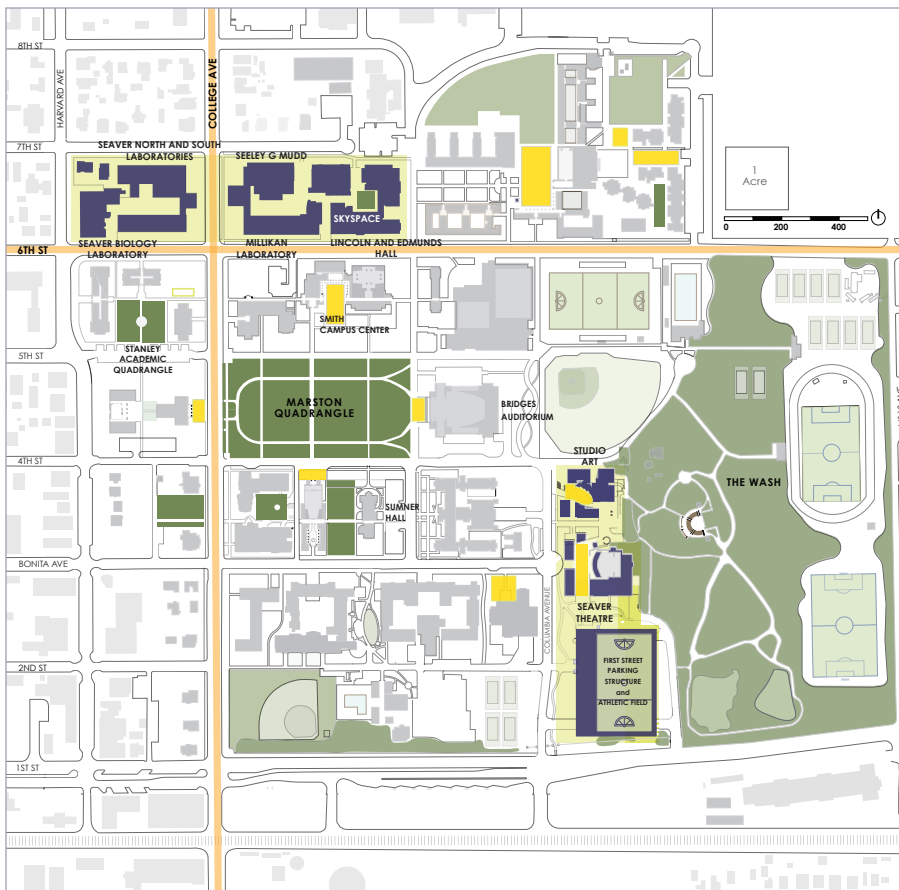 8TH ST
HARVARD AVE
COLLEGE AVE
7TH ST
SEAVER NORTH AND SOUTH
LABORATORIES
SEELEY G MUDD
SKYSPACE
1
Acre
0 200 400
6TH ST
SEAVER BIOLOGY
LABORATORY
MILLIKAN
LABORATORY
LINCOLN AND EDMUNDS
HALL
SMITH
CAMPUS CENTER
5TH ST
STANLEY
ACADEMIC
QUADRANGLE
MARSTON
QUADRANGLE
BRIDGES
AUDITORIUM
4TH ST
STUDIO
ART
THE WASH
SUMNER
HALL
BONITA AVE
COLUMBIA AVENUE
SEAVER
THEATRE
2ND ST
FIRST STREET
PARKING
STRUCTURE
and
ATHLETIC FIELD
1ST ST